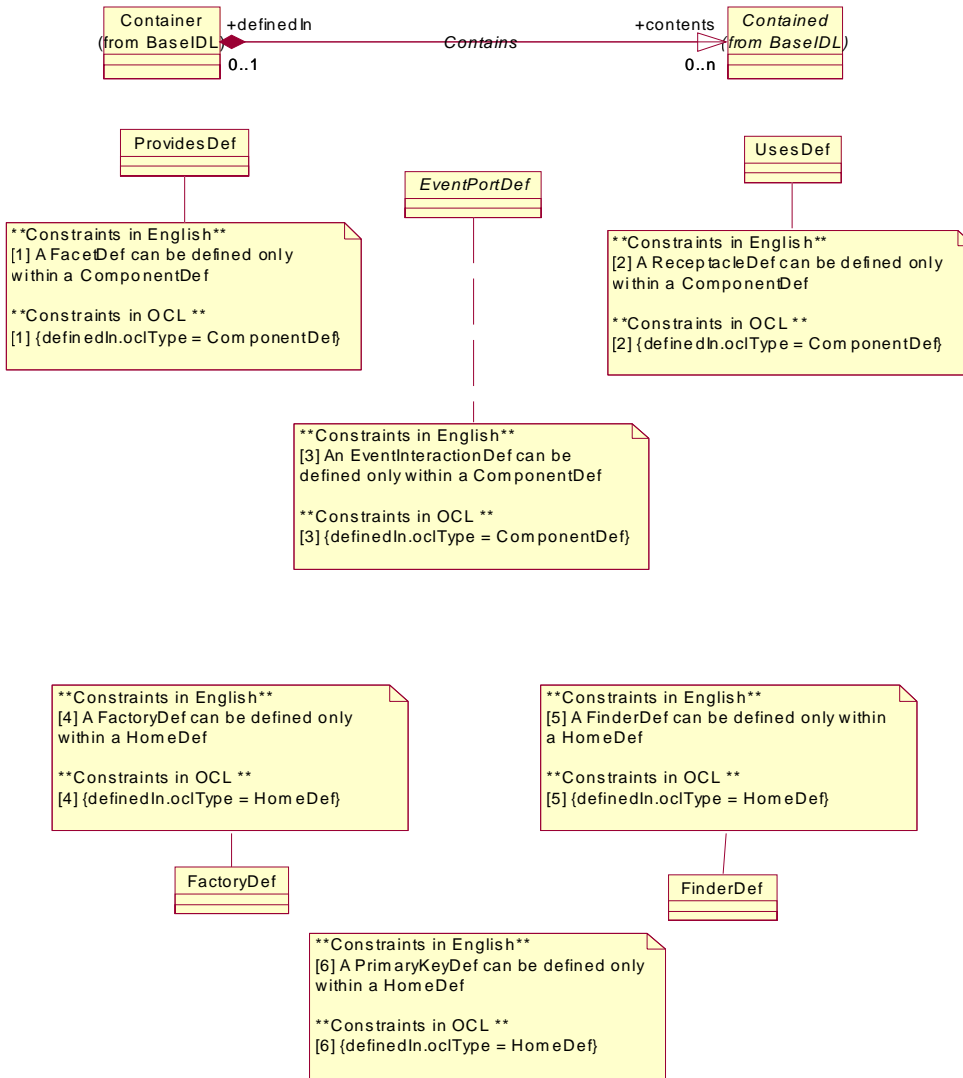 Container
(from BaseIDL)
+definedIn
0..1
Contains
+contents
0..n
Contained
(from BaseIDL)
ProvidesDef
EventPortDef
UsesDef
**Constraints in English**
[1] A FacetDef can be defined only
within a ComponentDef
**Constraints in OCL **
[1] {definedIn.oclType = ComponentDef}
**Constraints in English**
[2] A ReceptacleDef can be defined only
within a ComponentDef
**Constraints in OCL **
[2] {definedIn.oclType = ComponentDef}
**Constraints in English**
[3] An EventInteractionDef can be
defined only within a ComponentDef
**Constraints in OCL **
[3] {definedIn.oclType = ComponentDef}
**Constraints in English**
[4] A FactoryDef can be defined only
within a HomeDef
**Constraints in OCL **
[4] {definedIn.oclType = HomeDef}
**Constraints in English**
[5] A FinderDef can be defined only within
a HomeDef
**Constraints in OCL **
[5] {definedIn.oclType = HomeDef}
FactoryDef
FinderDef
**Constraints in English**
[6] A PrimaryKeyDef can be defined only
within a HomeDef
**Constraints in OCL **
[6] {definedIn.oclType = HomeDef}